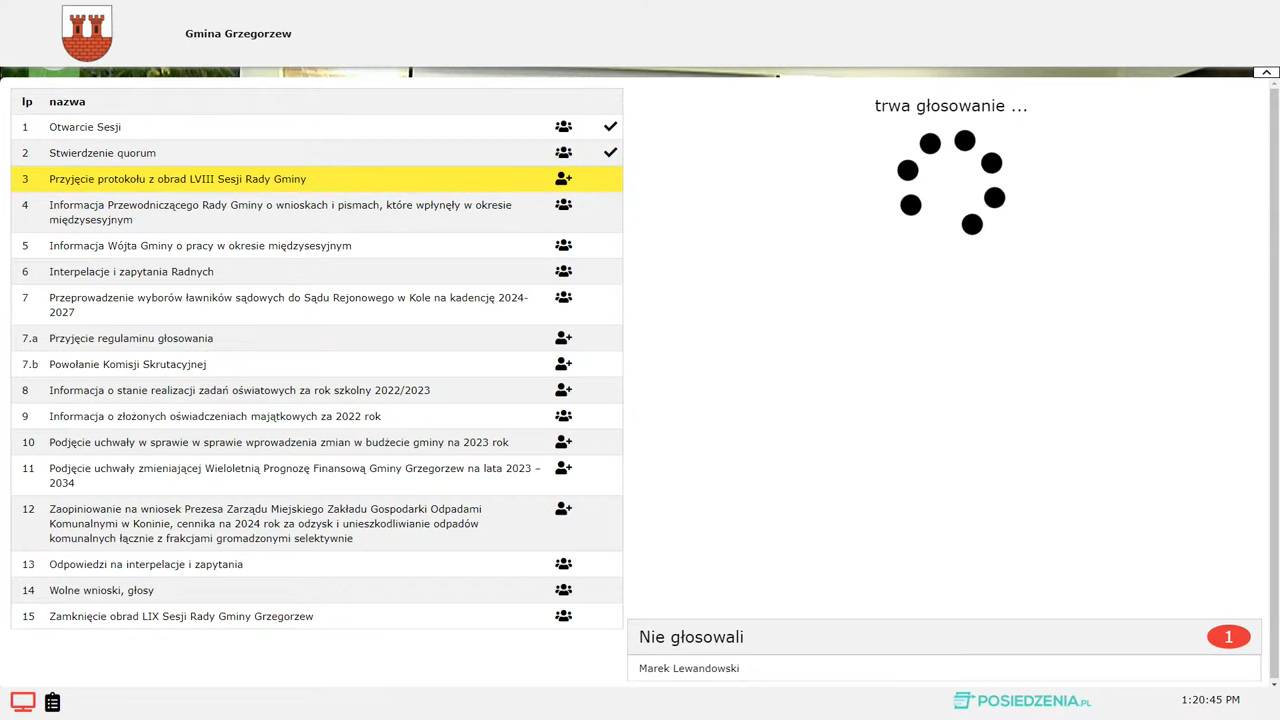 Gmina Grzegorzew
lp nazwa
1 Otwarcie Sesji
2 Stwierdzenie quorum
3 Przyjęcie protokołu z obrad LVIII Sesji Rady Gminy
4 Informacja Przewodniczącego Rady Gminy o wnioskach i pismach, które wpłynęły w okresie
międzysesyjnym
5 Informacja Wójta Gminy o pracy w okresie międzysesyjnym
6 Interpelacje i zapytania Radnych
7 Przeprowadzenie wyborów ławników sądowych do Sądu Rejonowego w Kole na kadencję 2024-
2027
7.a Przyjęcie regulaminu głosowania
7.b Powołanie Komisji Skrutacyjnej
8 Informacja o stanie realizacji zadań oświatowych za rok szkolny 2022/2023
9 Informacja o złożonych oświadczeniach majątkowych za 2022 rok
10 Podjęcie uchwały w sprawie w sprawie wprowadzenia zmian w budżecie gminy na 2023 rok
11 Podjęcie uchwały zmieniającej Wieloletnią Prognozę Finansową Gminy Grzegorzew na lata 2023 –
2034
12 Zaopiniowanie na wniosek Prezesa Zarządu Miejskiego Zakładu Gospodarki Odpadami
Komunalnymi w Koninie, cennika na 2024 rok za odzysk i unieszkodliwianie odpadów
komunalnych łącznie z frakcjami gromadzonymi selektywnie
13 Odpowiedzi na interpelacje i zapytania
14 Wolne wnioski, głosy
15 Zamknięcie obrad LIX Sesji Rady Gminy Grzegorzew
trwa głosowanie ...
Nie głosowali 1
Marek Lewandowski
POSIEDZENIA.PL
1:20:45 PM